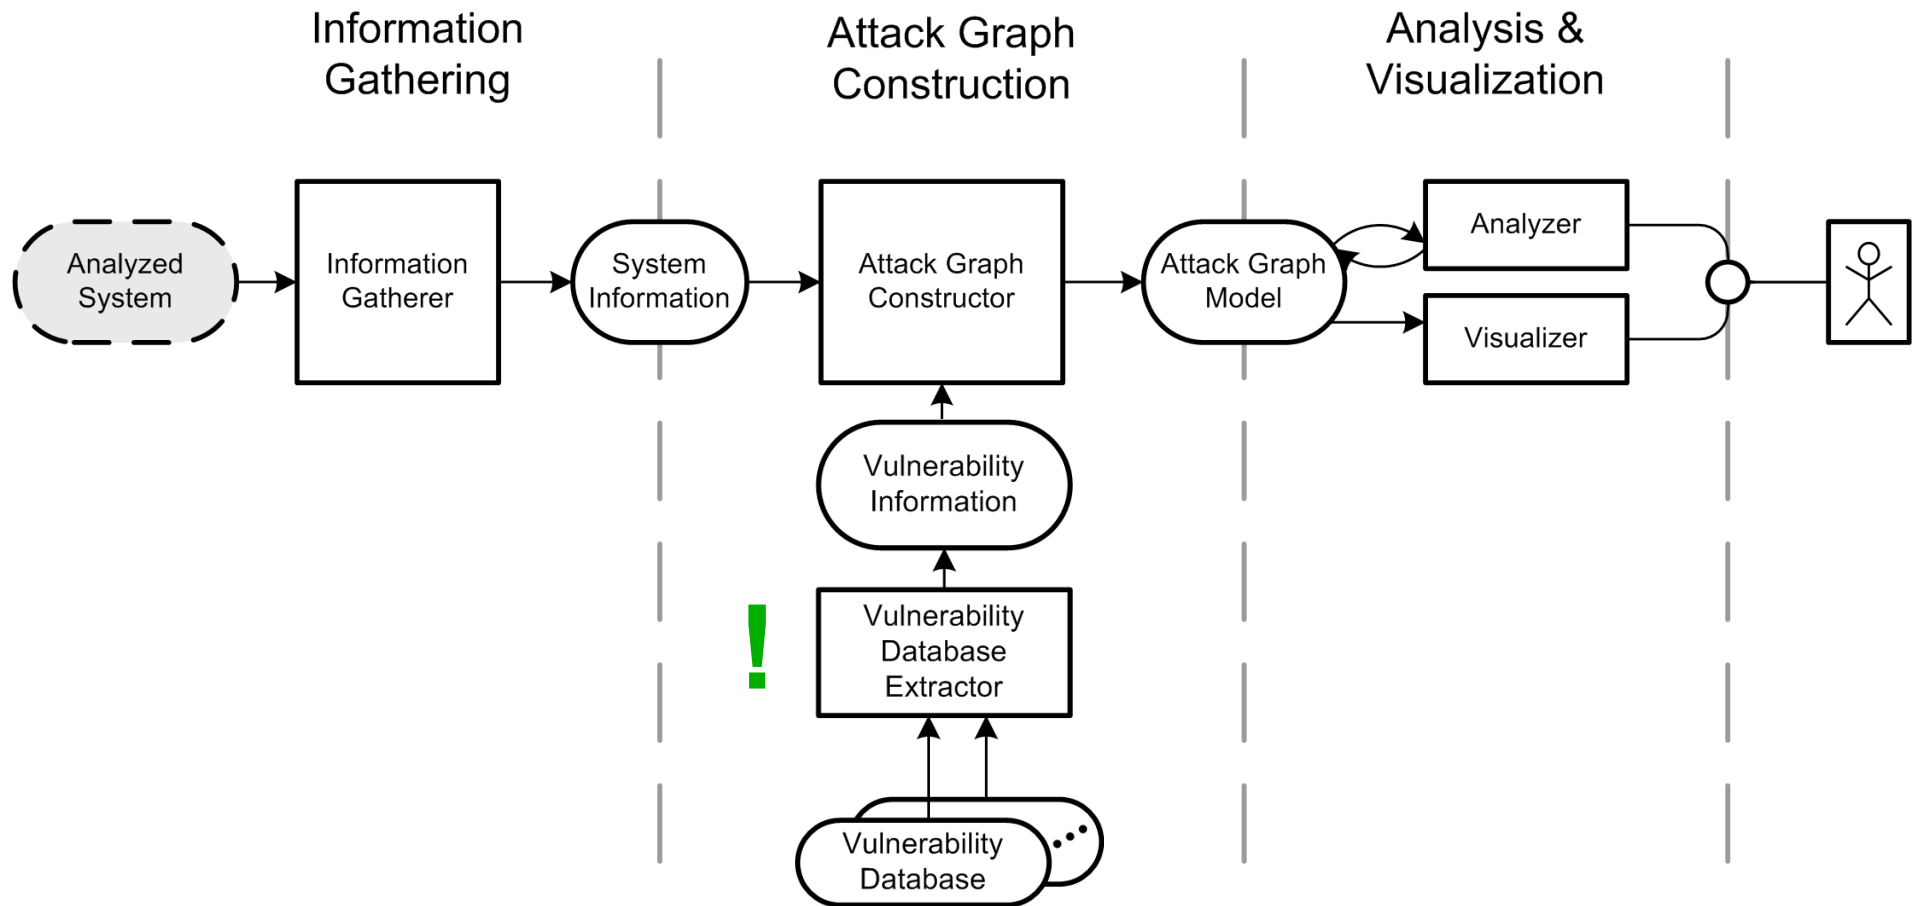 Information
Gathering
Attack Graph
Construction
Analysis &
Visualization
Analyzed
System
Information
Gatherer
System
Information
Attack Graph
Constructor
Attack Graph
Model
Analyzer
Visualizer
Vulnerability
Information
!
Vulnerability
Database
Extractor
Vulnerability
Database
...